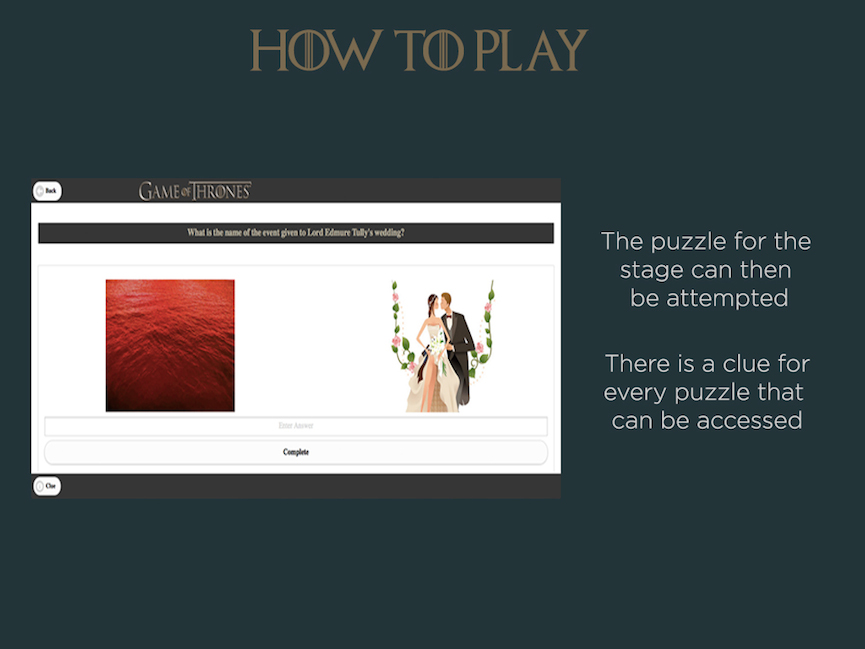 HOW TO PLAY
Back
GAME OF THRONES
What is the name of the event given to Lord Edmure Tully's wedding?
Enter Answer
Complete
Clue
The puzzle for the
stage can then
be attempted
There is a clue for
every puzzle that
can be accessed